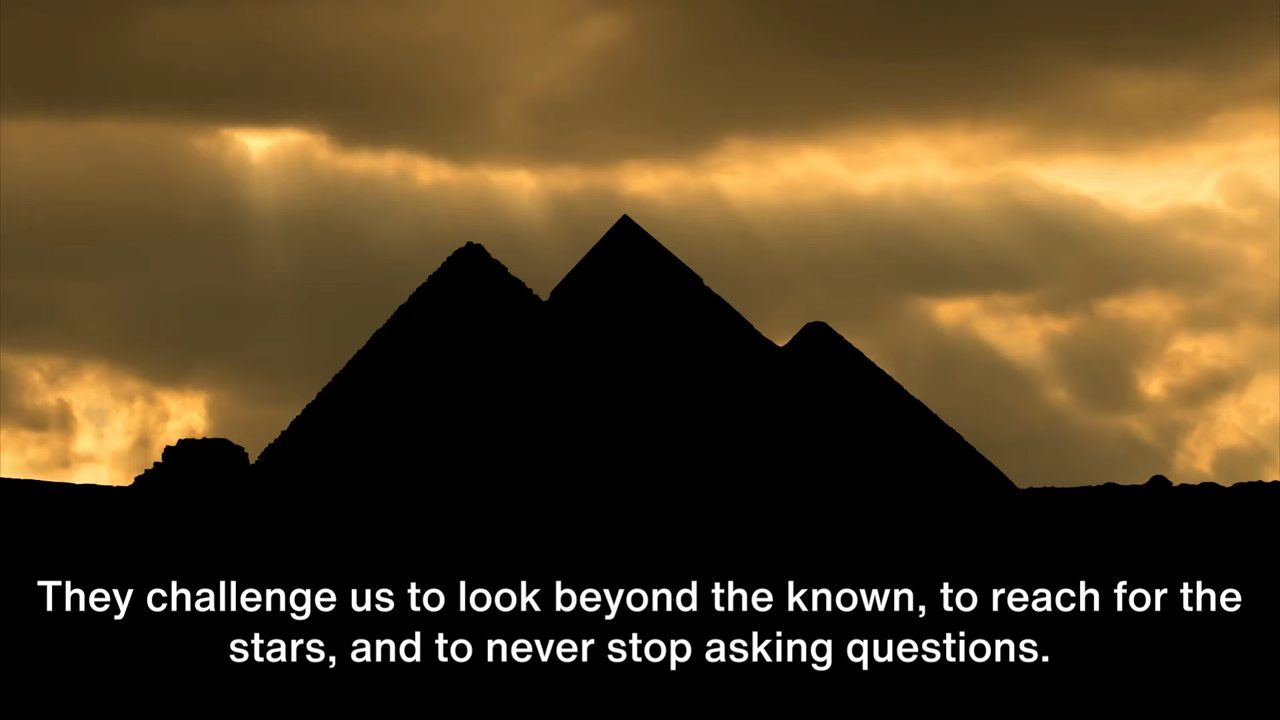 They challenge us to look beyond the known, to reach for the
stars, and to never stop asking questions.